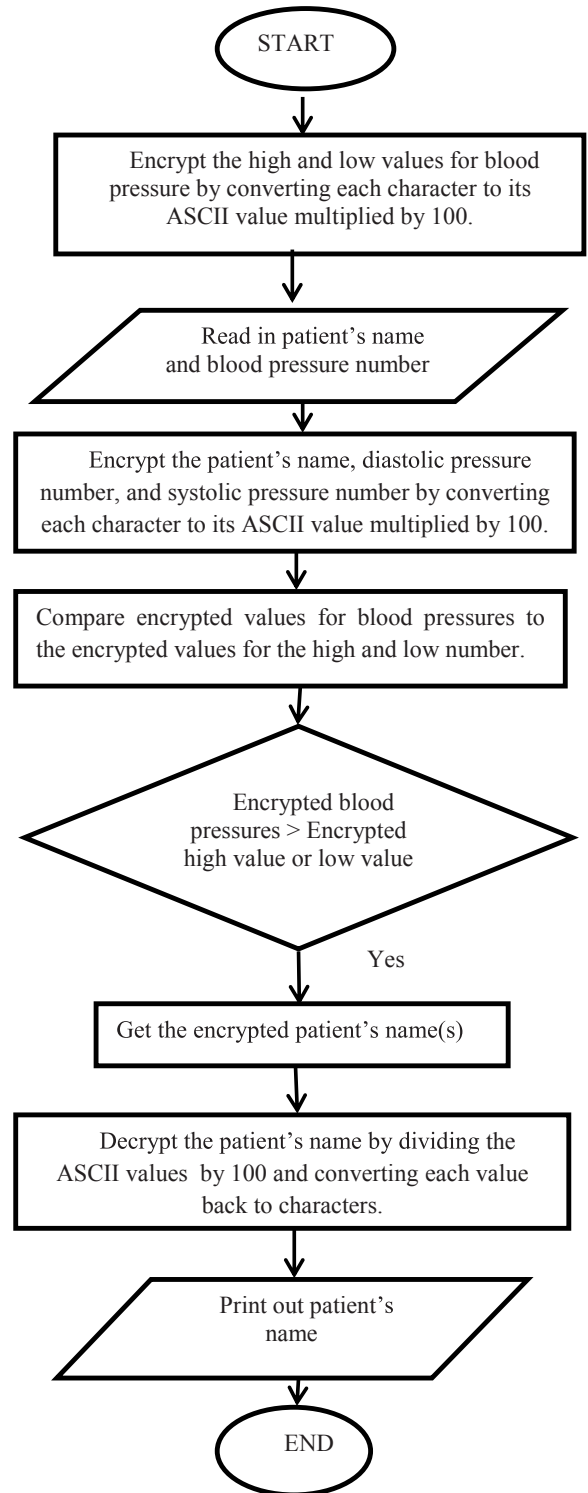 START
Encrypt the high and low values for blood
pressure by converting each character to its
ASCII value multiplied by 100.
Read in patient’s name
and blood pressure number
Encrypt the patient’s name, diastolic pressure
number, and systolic pressure number by converting
each character to its ASCII value multiplied by 100.
Compare encrypted values for blood pressures to
the encrypted values for the high and low number.
Encrypted blood
pressures > Encrypted
high value or low value
Yes
Get the encrypted patient’s name(s)
Decrypt the patient’s name by dividing the
ASCII values by 100 and converting each value
back to characters.
Print out patient’s
name
END